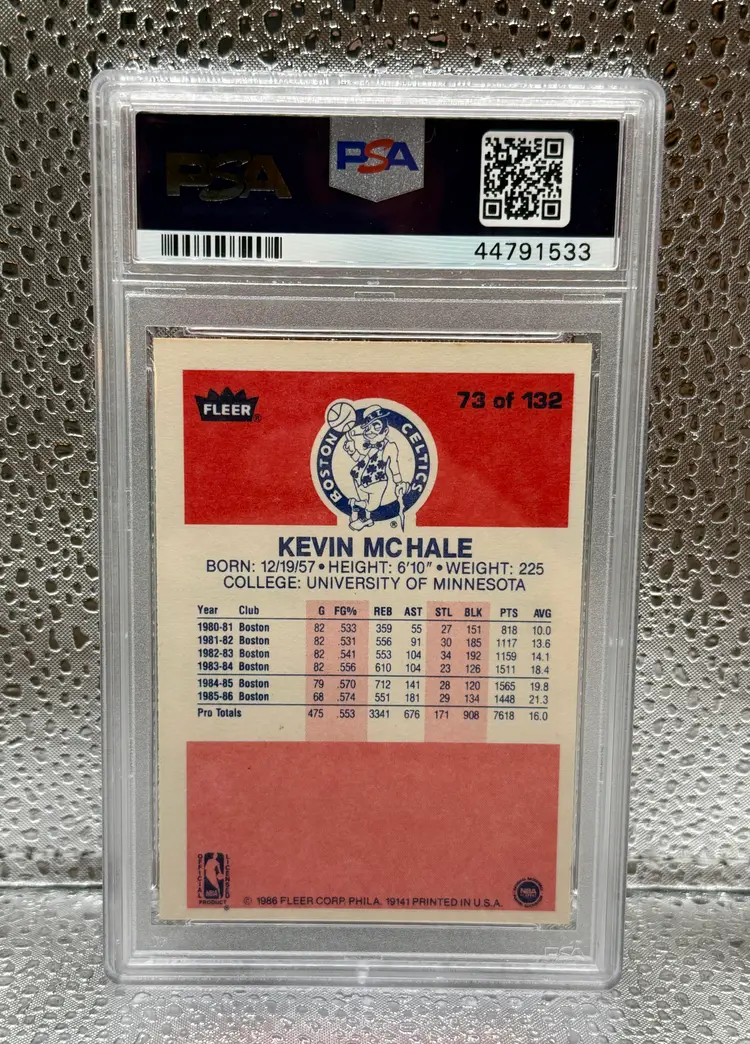 PSA PSA
44791533
FLEER®
73 of 132
BOSTON CELTICS
®
KEVIN MCHALE
BORN: 12/19/57 • HEIGHT: 6'10" • WEIGHT: 225
COLLEGE: UNIVERSITY OF MINNESOTA
Year Club G FG% REB AST STL BLK PTS AVG
1980-81 Boston 82 .533 359 55 27 151 818 10.0
1981-82 Boston 82 .531 556 91 30 185 1117 13.6
1982-83 Boston 82 .541 553 104 34 192 1159 14.1
1983-84 Boston 82 .556 610 104 23 126 1511 18.4
1984-85 Boston 79 .570 712 141 28 120 1565 19.8
1985-86 Boston 68 .574 551 181 29 134 1448 21.3
Pro Totals 475 .553 3341 676 171 908 7618 16.0
OFFICIAL LICENSED
NBA
PRODUCT
®
© 1986 FLEER CORP. PHILA. 19141 PRINTED IN U.S.A.
NBA
PSA